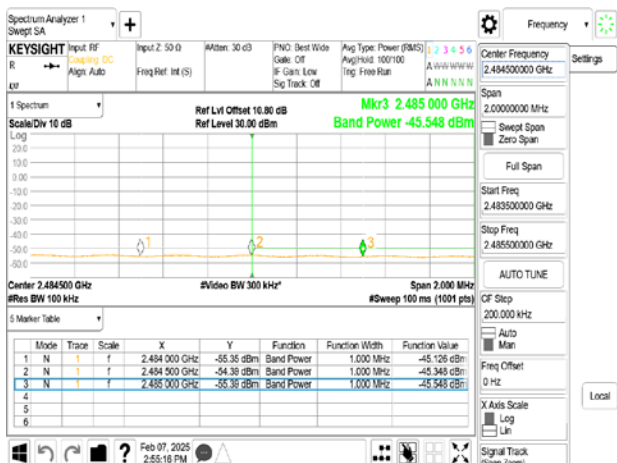 Spectrum Analyzer 1
Swept SA
Frequency
KEYSIGHT
R
Input: RF
Coupling: DC
Align: Auto
Input Z: 50 Ω
Freq Ref: Int (S)
#Atten: 30 dB
PNO: Best Wide
Gate: Off
IF Gain: Low
Sig Track: Off
Avg Type: Power (RMS)
Avg|Hold: 100/100
Trig: Free Run
1 2 3 4 5 6
A W W W W W
A N N N N N
1 Spectrum
Scale/Div 10 dB
Ref Lvl Offset 10.80 dB
Ref Level 30.00 dBm
Mkr3 2.485 000 GHz
Band Power -45.548 dBm
Log
20.0
10.0
0.00
-10.0
-20.0
-30.0
-40.0
-50.0
-60.0
1
2
3
Center 2.484500 GHz
#Res BW 100 kHz
#Video BW 300 kHz*
Span 2.000 MHz
#Sweep 100 ms (1001 pts)
5 Marker Table
Mode Trace Scale X Y Function Function Width Function Value
1 N 1 f 2.484 000 GHz -55.35 dBm Band Power 1.000 MHz -45.126 dBm
2 N 1 f 2.484 500 GHz -54.39 dBm Band Power 1.000 MHz -45.348 dBm
3 N 1 f 2.485 000 GHz -55.39 dBm Band Power 1.000 MHz -45.548 dBm
4
5
6
Feb 07, 2025
2:55:16 PM
Center Frequency
2.484500000 GHz
Settings
Span
2.00000000 MHz
Swept Span
Zero Span
Full Span
Start Freq
2.483500000 GHz
Stop Freq
2.485500000 GHz
AUTO TUNE
CF Step
200.000 kHz
Auto
Man
Freq Offset
0 Hz
X Axis Scale
Log
Lin
Local
Signal Track
(Span Zoom)